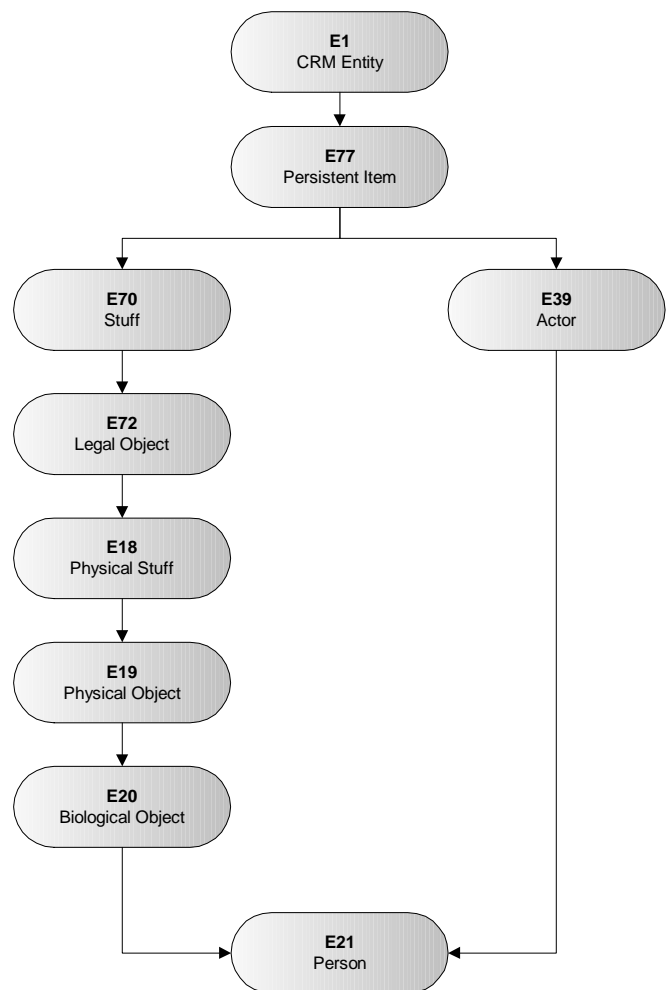 E1
CRM Entity
E77
Persistent Item
E70
Stuff
E39
Actor
E72
Legal Object
E18
Physical Stuff
E19
Physical Object
E20
Biological Object
E21
Person